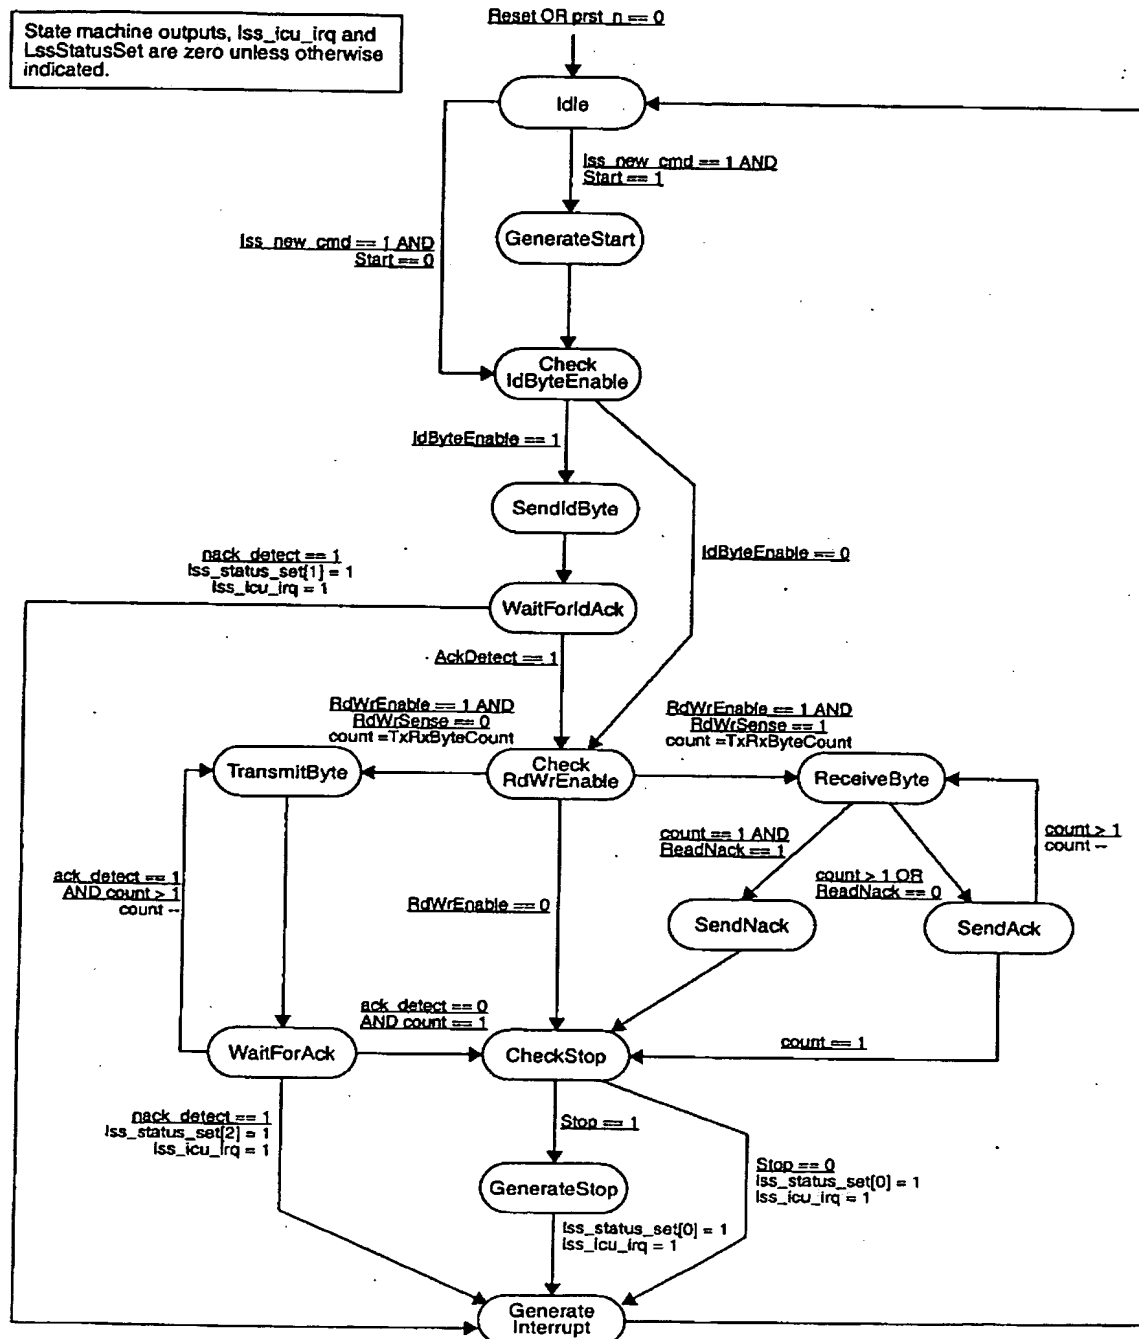 Reset OR prst_n == 0
State machine outputs, lss_icu_irq and
LssStatusSet are zero unless otherwise
indicated.
Idle
lss_new_cmd == 1 AND
Start == 1
GenerateStart
lss_new_cmd == 1 AND
Start == 0
Check
IdByteEnable
IdByteEnable == 1
SendIdByte
IdByteEnable == 0
nack_detect == 1
lss_status_set[1] = 1
lss_icu_irq = 1
WaitForIdAck
AckDetect == 1
RdWrEnable == 1 AND
RdWrSense == 0
count =TxRxByteCount
RdWrEnable == 1 AND
RdWrSense == 1
count =TxRxByteCount
TransmitByte
Check
RdWrEnable
ReceiveByte
ack_detect == 1
AND count > 1
count --
RdWrEnable == 0
count == 1 AND
ReadNack == 1
count > 1 OR
ReadNack == 0
count > 1
count --
SendNack
SendAck
ack_detect == 0
AND count == 1
WaitForAck
CheckStop
count == 1
nack_detect == 1
lss_status_set[2] = 1
lss_icu_irq = 1
Stop == 1
Stop == 0
lss_status_set[0] = 1
lss_icu_irq = 1
GenerateStop
lss_status_set[0] = 1
lss_icu_irq = 1
Generate
Interrupt